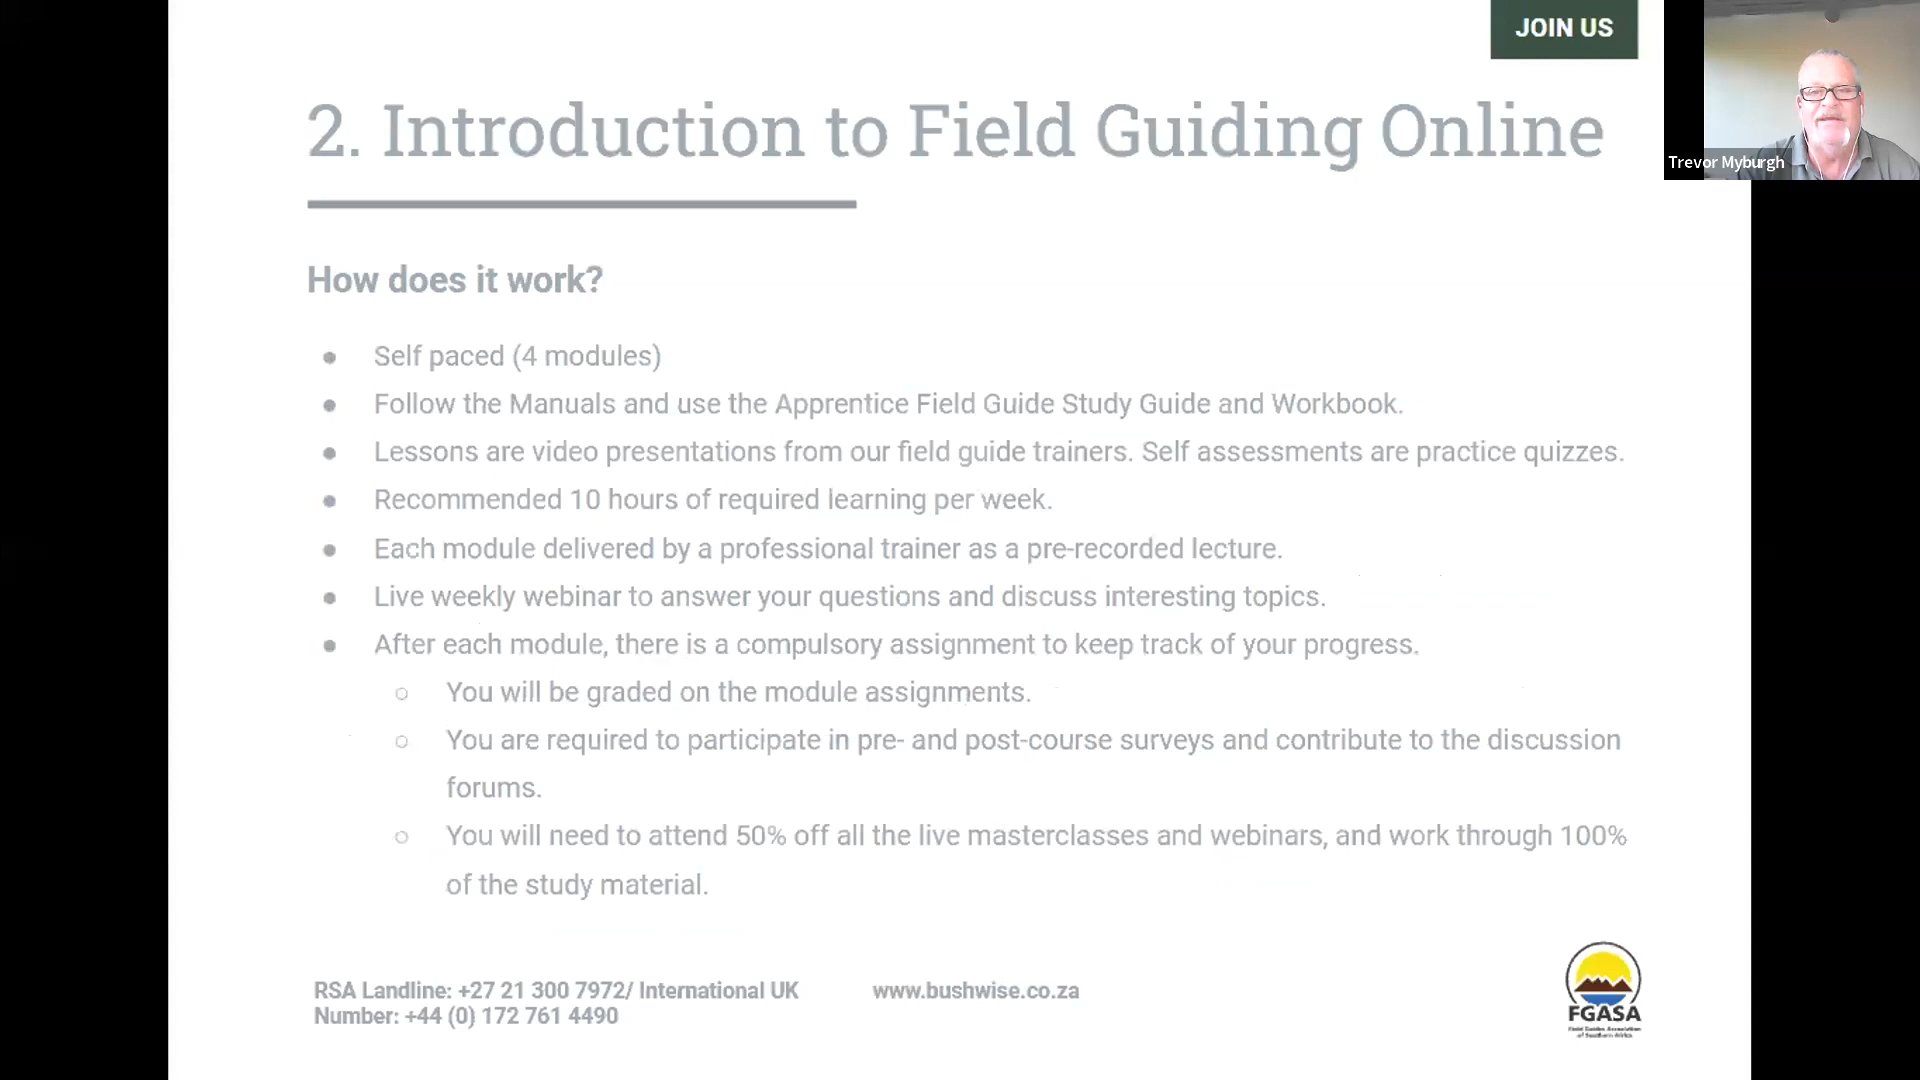 JOIN US
2. Introduction to Field Guiding Online
Trevor Myburgh
How does it work?
● Self paced (4 modules)
● Follow the Manuals and use the Apprentice Field Guide Study Guide and Workbook.
● Lessons are video presentations from our field guide trainers. Self assessments are practice quizzes.
● Recommended 10 hours of required learning per week.
● Each module delivered by a professional trainer as a pre-recorded lecture.
● Live weekly webinar to answer your questions and discuss interesting topics.
● After each module, there is a compulsory assignment to keep track of your progress.
○ You will be graded on the module assignments.
○ You are required to participate in pre- and post-course surveys and contribute to the discussion
forums.
○ You will need to attend 50% off all the live masterclasses and webinars, and work through 100%
of the study material.
RSA Landline: +27 21 300 7972/ International UK
Number: +44 (0) 172 761 4490
www.bushwise.co.za
FGASA
Field Guides Association
of Southern Africa